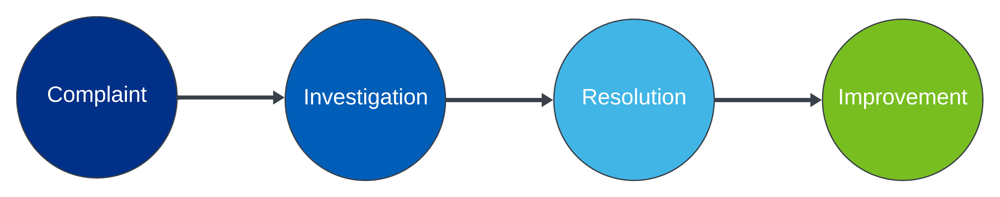 Complaint
Investigation
Resolution
Improvement